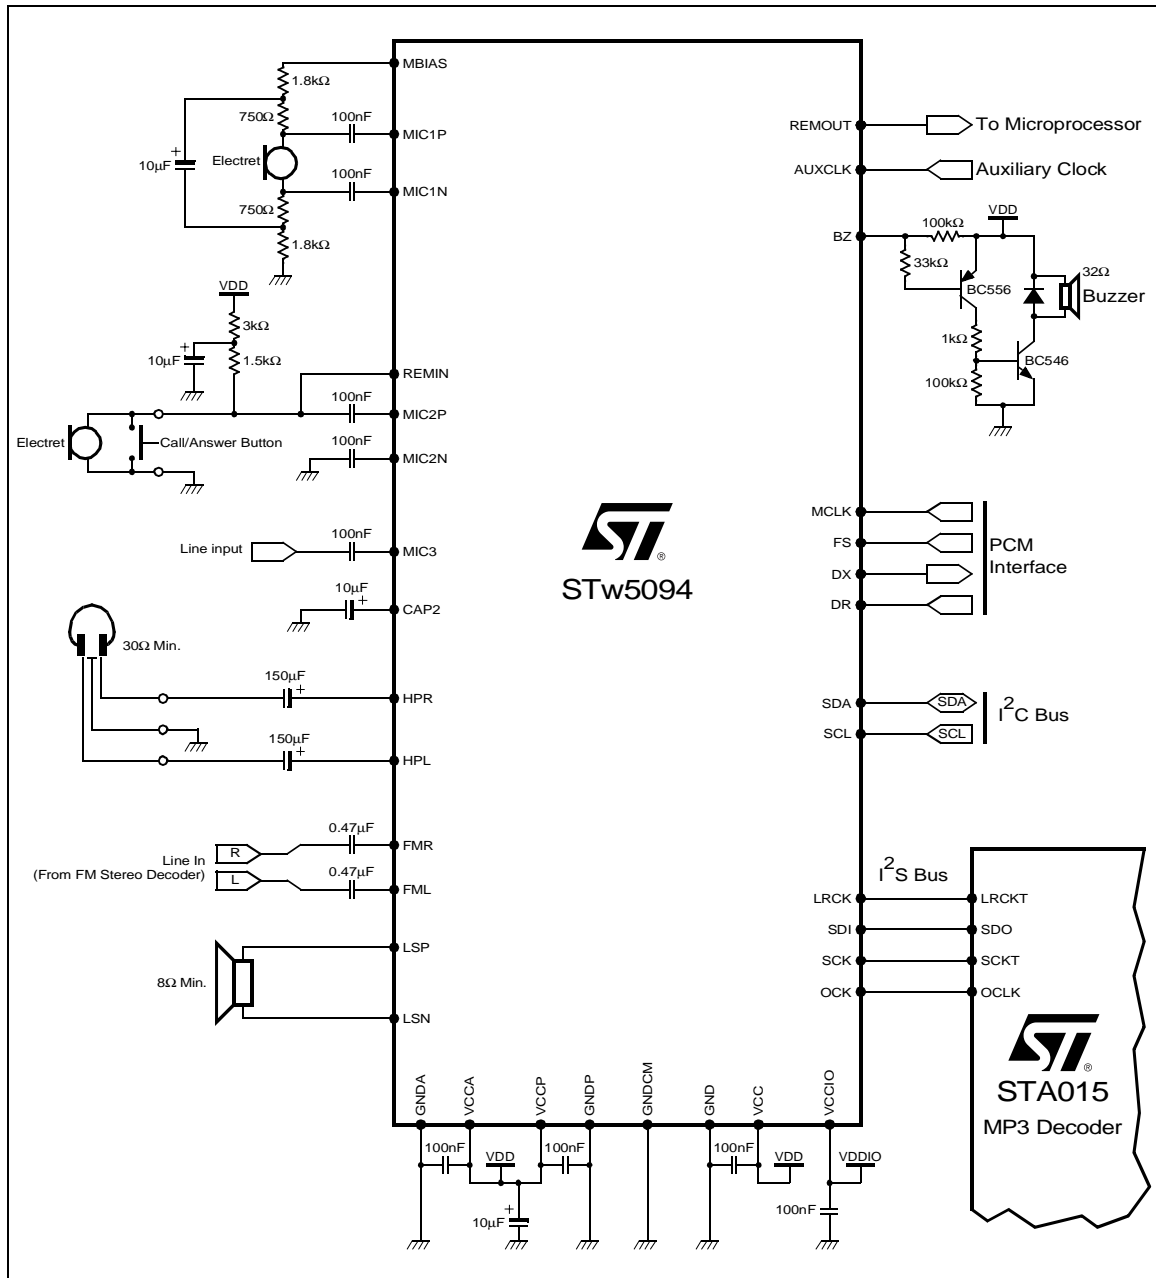 MBIAS
1.8kΩ
750Ω
100nF
MIC1P
Electret
10µF
+
100nF
MIC1N
750Ω
1.8kΩ
VDD
3kΩ
+
10µF
1.5kΩ
REMIN
100nF
MIC2P
Electret
Call/Answer Button
100nF
MIC2N
Line input
100nF
MIC3
10µF
+
CAP2
30Ω Min.
150µF
+
HPR
150µF
+
HPL
0.47µF
R
FMR
Line In
(From FM Stereo Decoder)
0.47µF
L
FML
LSP
8Ω Min.
LSN
ST
®
STw5094
REMOUT
To Microprocessor
AUXCLK
Auxiliary Clock
BZ
100kΩ
VDD
33kΩ
BC556
32Ω
Buzzer
1kΩ
BC546
100kΩ
MCLK
FS
DX
DR
PCM
Interface
SDA
SDA
SCL
SCL
I2C Bus
I2S Bus
LRCK
LRCKT
SDI
SDO
SCK
SCKT
OCK
OCLK
ST
®
STA015
MP3 Decoder
GNDA
VCCA
VCCP
GNDP
GNDCM
GND
VCC
VCCIO
100nF
VDD
100nF
+
10µF
100nF
VDD
VDDIO
100nF